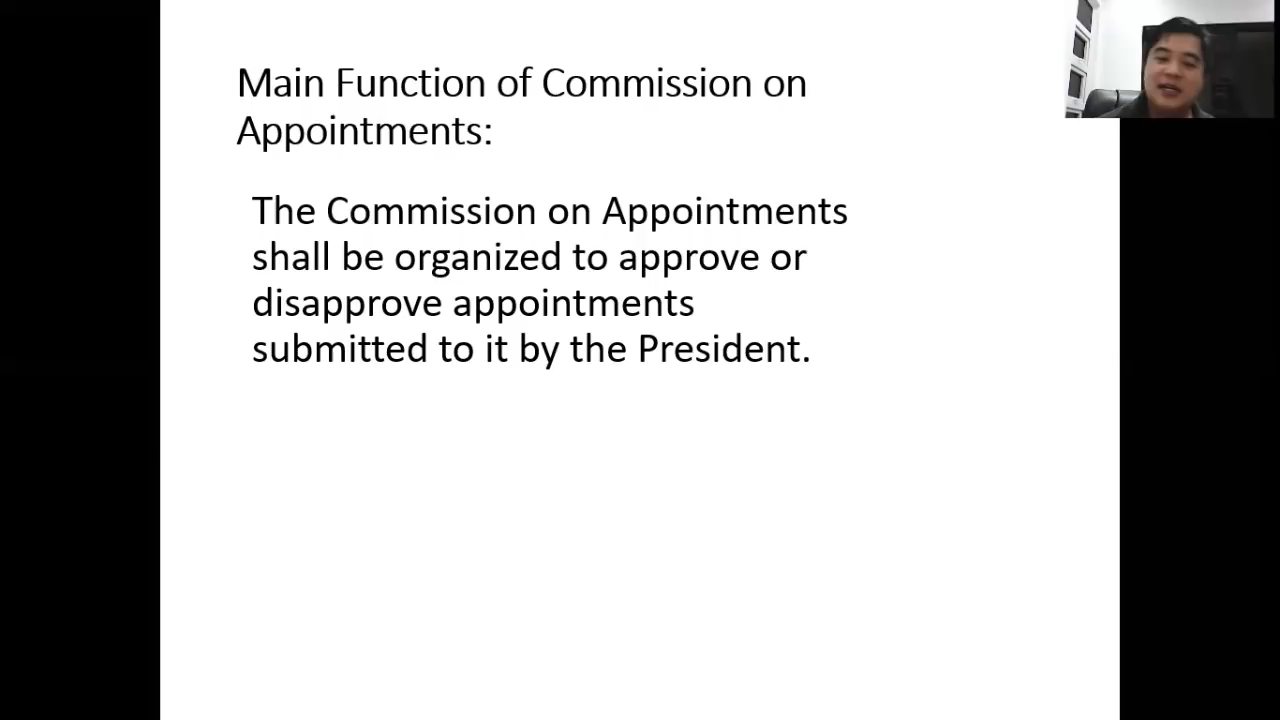 Main Function of Commission on
Appointments:
The Commission on Appointments
shall be organized to approve or
disapprove appointments
submitted to it by the President.